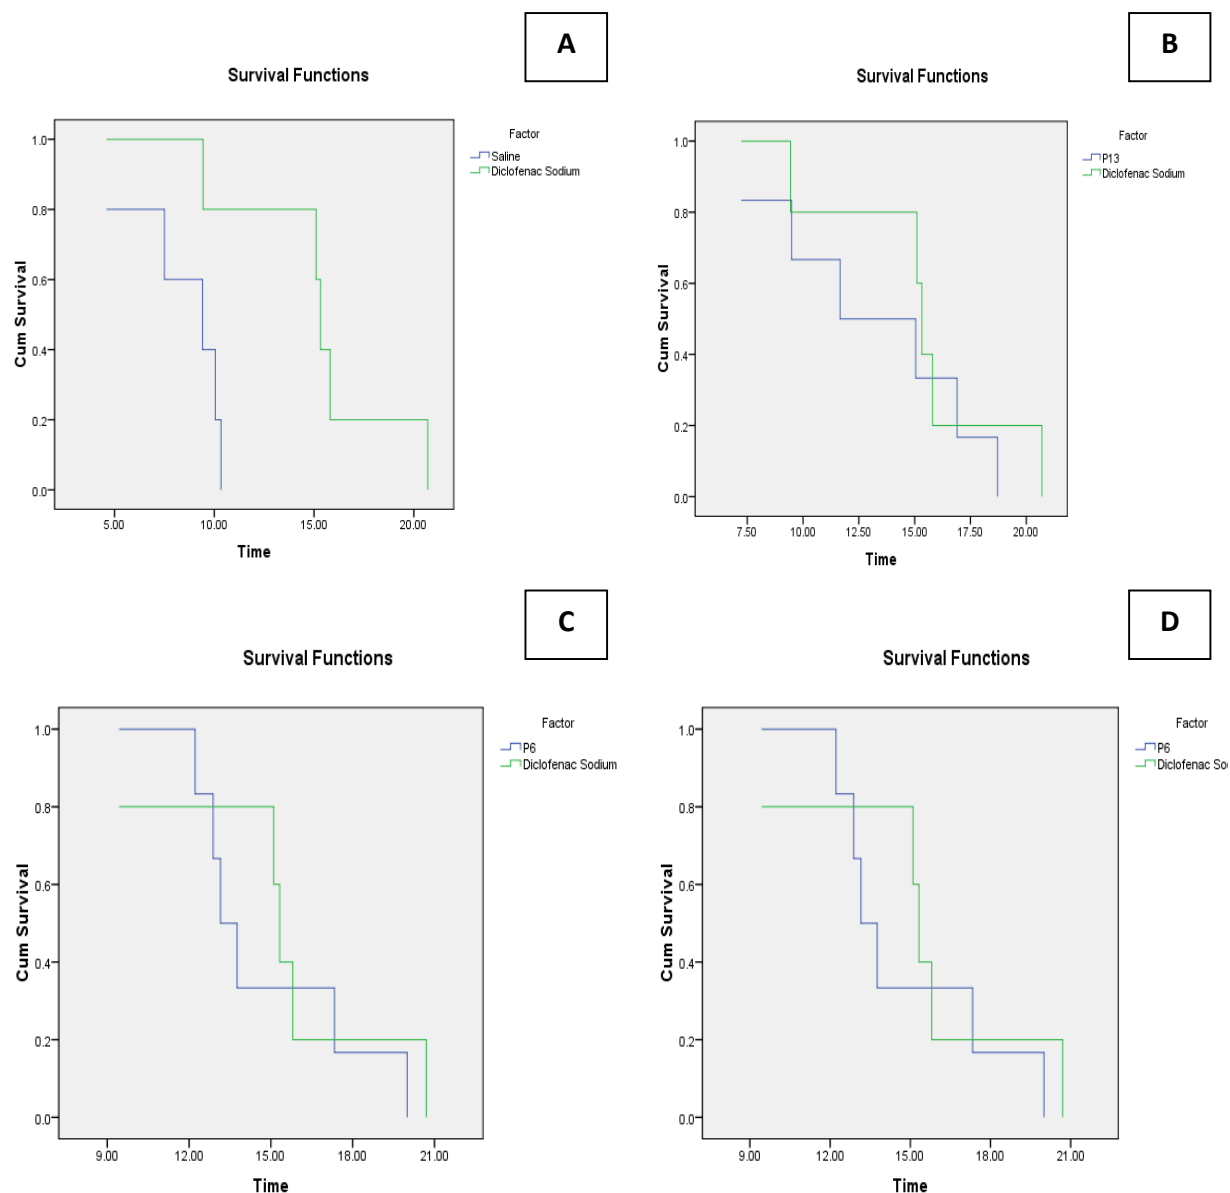 A
Survival Functions
Cum Survival
1.0
0.8
0.6
0.4
0.2
0.0
5.00 10.00 15.00 20.00
Time
Factor
Saline
Diclofenac Sodium
B
Survival Functions
Cum Survival
1.0
0.8
0.6
0.4
0.2
0.0
7.50 10.00 12.50 15.00 17.50 20.00
Time
Factor
P13
Diclofenac Sodium
C
Survival Functions
Cum Survival
1.0
0.8
0.6
0.4
0.2
0.0
9.00 12.00 15.00 18.00 21.00
Time
Factor
P6
Diclofenac Sodium
D
Survival Functions
Cum Survival
1.0
0.8
0.6
0.4
0.2
0.0
9.00 12.00 15.00 18.00 21.00
Time
Factor
P6
Diclofenac So